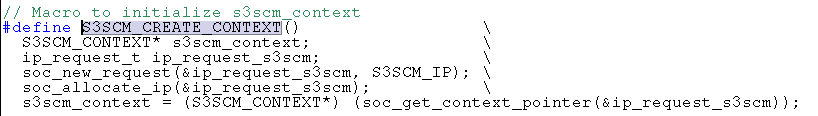 // Macro to initialize s3scm_context
#define S3SCM_CREATE_CONTEXT() \
S3SCM_CONTEXT* s3scm_context; \
ip_request_t ip_request_s3scm; \
soc_new_request(&ip_request_s3scm, S3SCM_IP); \
soc_allocate_ip(&ip_request_s3scm); \
s3scm_context = (S3SCM_CONTEXT*) (soc_get_context_pointer(&ip_request_s3scm));